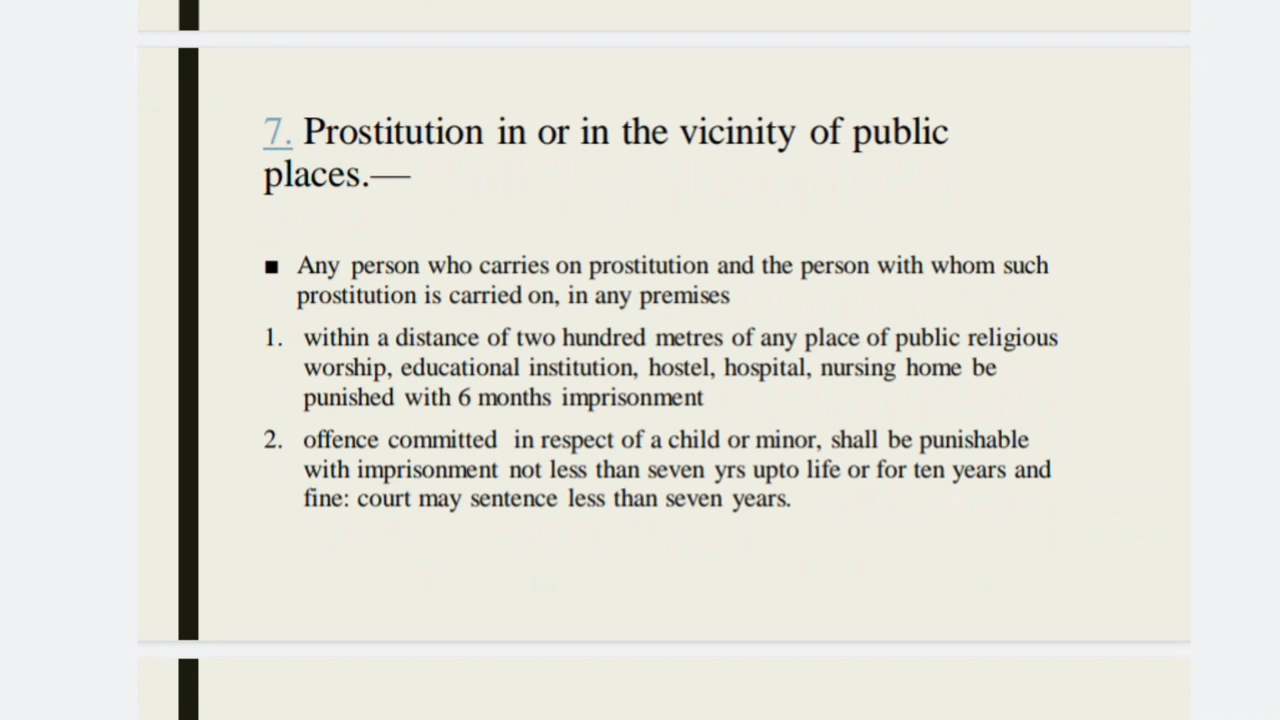 7. Prostitution in or in the vicinity of public
places.—
■ Any person who carries on prostitution and the person with whom such
prostitution is carried on, in any premises
1. within a distance of two hundred metres of any place of public religious
worship, educational institution, hostel, hospital, nursing home be
punished with 6 months imprisonment
2. offence committed in respect of a child or minor, shall be punishable
with imprisonment not less than seven yrs upto life or for ten years and
fine: court may sentence less than seven years.